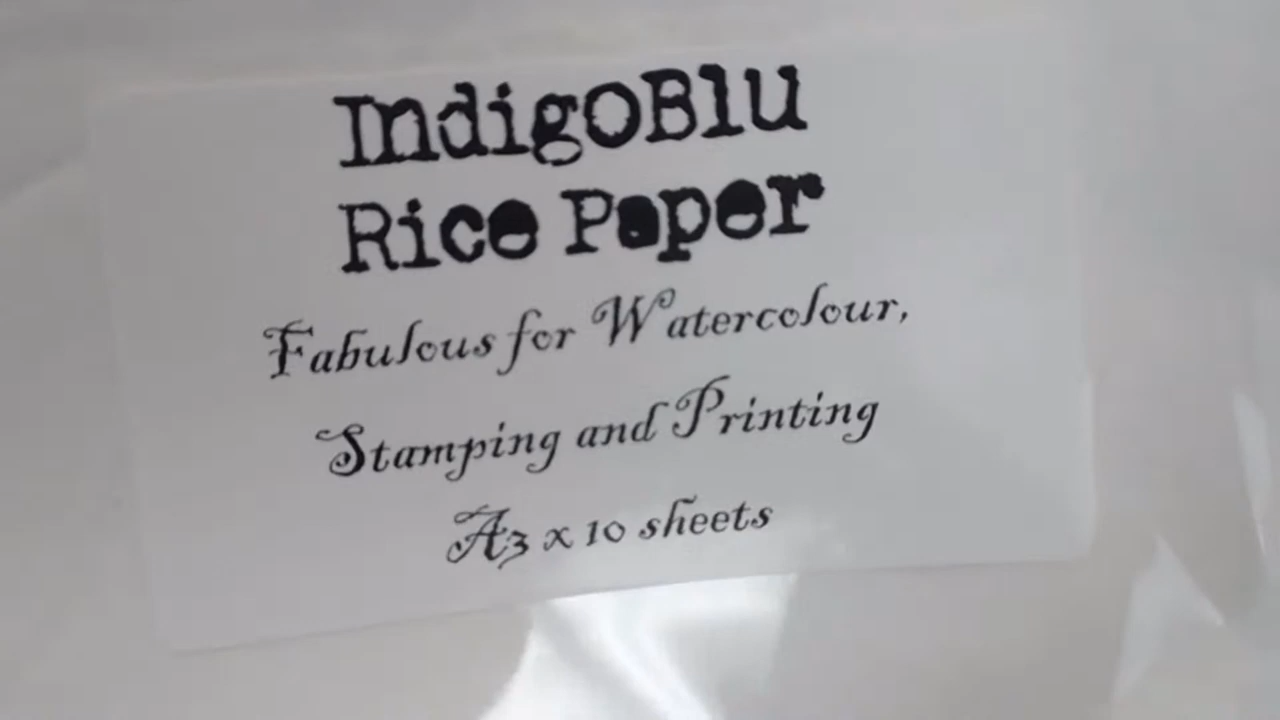 IndigOBlu
Rice Paper
Fabulous for Watercolour,
Stamping and Printing
A3 x 10 sheets